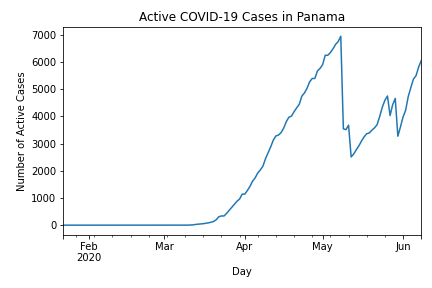 Active COVID-19 Cases in Panama
Number of Active Cases
7000
6000
5000
4000
3000
2000
1000
0
Feb Mar Apr May Jun
2020
Day